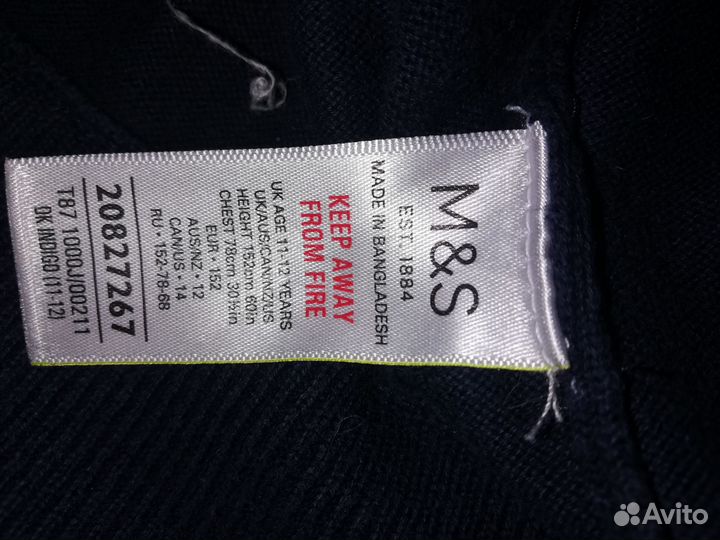 M&S
EST. 1884
MADE IN BANGLADESH
KEEP AWAY
FROM FIRE
UK AGE 11-12 YEARS
UK/AUS/CAN/NZ/US
HEIGHT 152cm 60in
CHEST 78cm 30½in
EUR • 152
AUS/NZ • 12
CAN/US • 14
RU • 152-78-68
20827267
T87 1000J/00211
DK INDIGO (11-12)
Avito